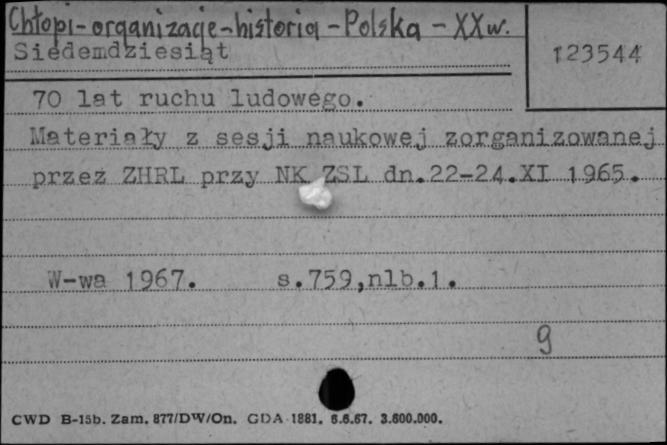 Chłopi-organizacje-historia-Polska-XXw.
Siedemdziesiąt
123544
70 lat ruchu ludowego.
Materiały z sesji naukowej zorganizowanej
przez ZHRL przy NK ZSL dn.22-24.XI 1965.
W-wa 1967. s.759,nlb.1.
9
CWD B-15b. Zam. 877/DW/On. GDA 1881. 6.6.67. 3.600.000.